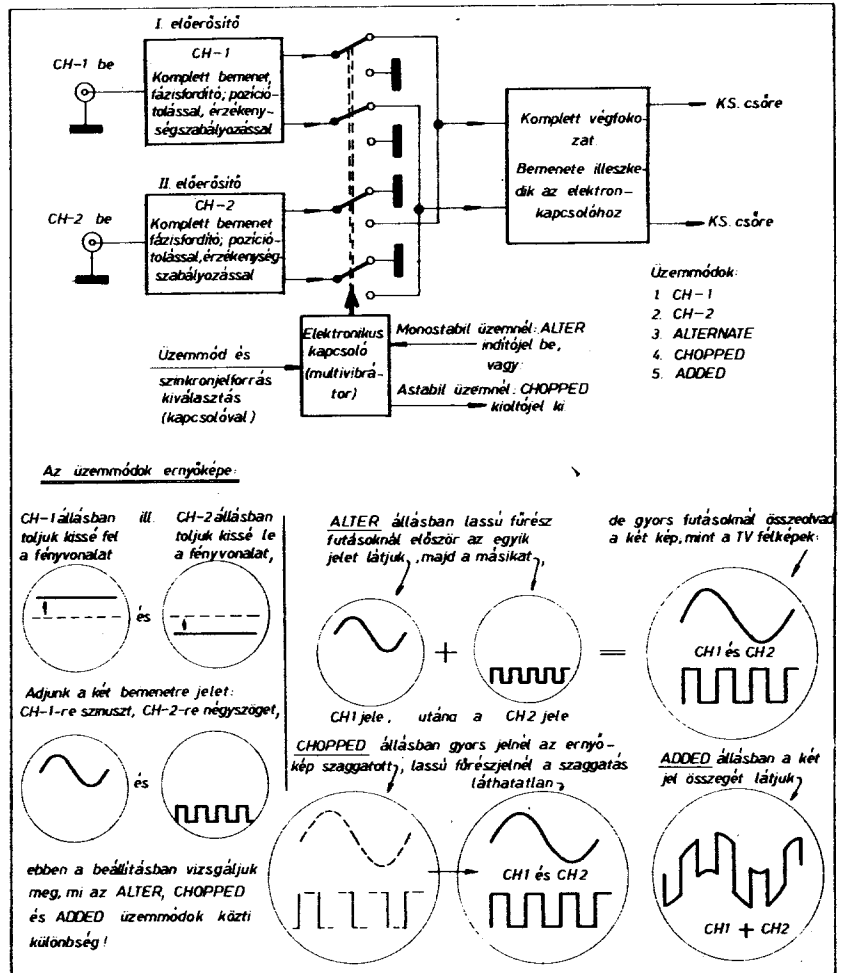 I. előerősítő
CH-1 be
CH-1
Komplett bemenet,
fázisfordító; pozíció-
tolással, érzékeny-
ségszabályozással
II. előerősítő
CH-2 be
CH-2
Komplett bemenet
fázisfordító; pozíció-
tolással, érzékenység-
szabályozással
Komplett végfoko-
zat.
Bemenete illeszke-
dik az elektron-
kapcsolóhoz
KS. csőre
KS. csőre
Üzemmódok:
1. CH-1
2. CH-2
3. ALTERNATE
4. CHOPPED
5. ADDED
Üzemmód és
szinkronjelforrás
kiválasztás
(kapcsolóval)
Elektronikus
kapcsoló
(multivibrá-
tor)
Monostabil üzemnél: ALTER
indítójel be,
vagy:
Astabil üzemnél: CHOPPED
kioltójel ki
Az üzemmódok ernyőképe:
CH-1 állásban ill.
toljuk kissé fel
a fényvonalat
CH-2 állásban
toljuk kissé le
a fényvonalat,
és
Adjunk a két bemenetre jelet:
CH-1-re szinuszt, CH-2-re négyszöget,
és
ebben a beállításban vizsgáljuk
meg, mi az ALTER, CHOPPED
és ADDED üzemmódok közti
különbség!
ALTER állásban lassú fűrész
futásoknál először az egyik
jelet látjuk, majd a másikat,
de gyors futásoknál összeolvad
a két kép, mint a TV félképek:
+
=
CH1 és CH2
CH1 jele, utána a CH2 jele
CHOPPED állásban gyors jelnél az ernyő-
kép szaggatott, lassú fűrészjelnél a szaggatás
láthatatlan
CH1 és CH2
ADDED állásban a két
jel összegét látjuk
CH1 + CH2